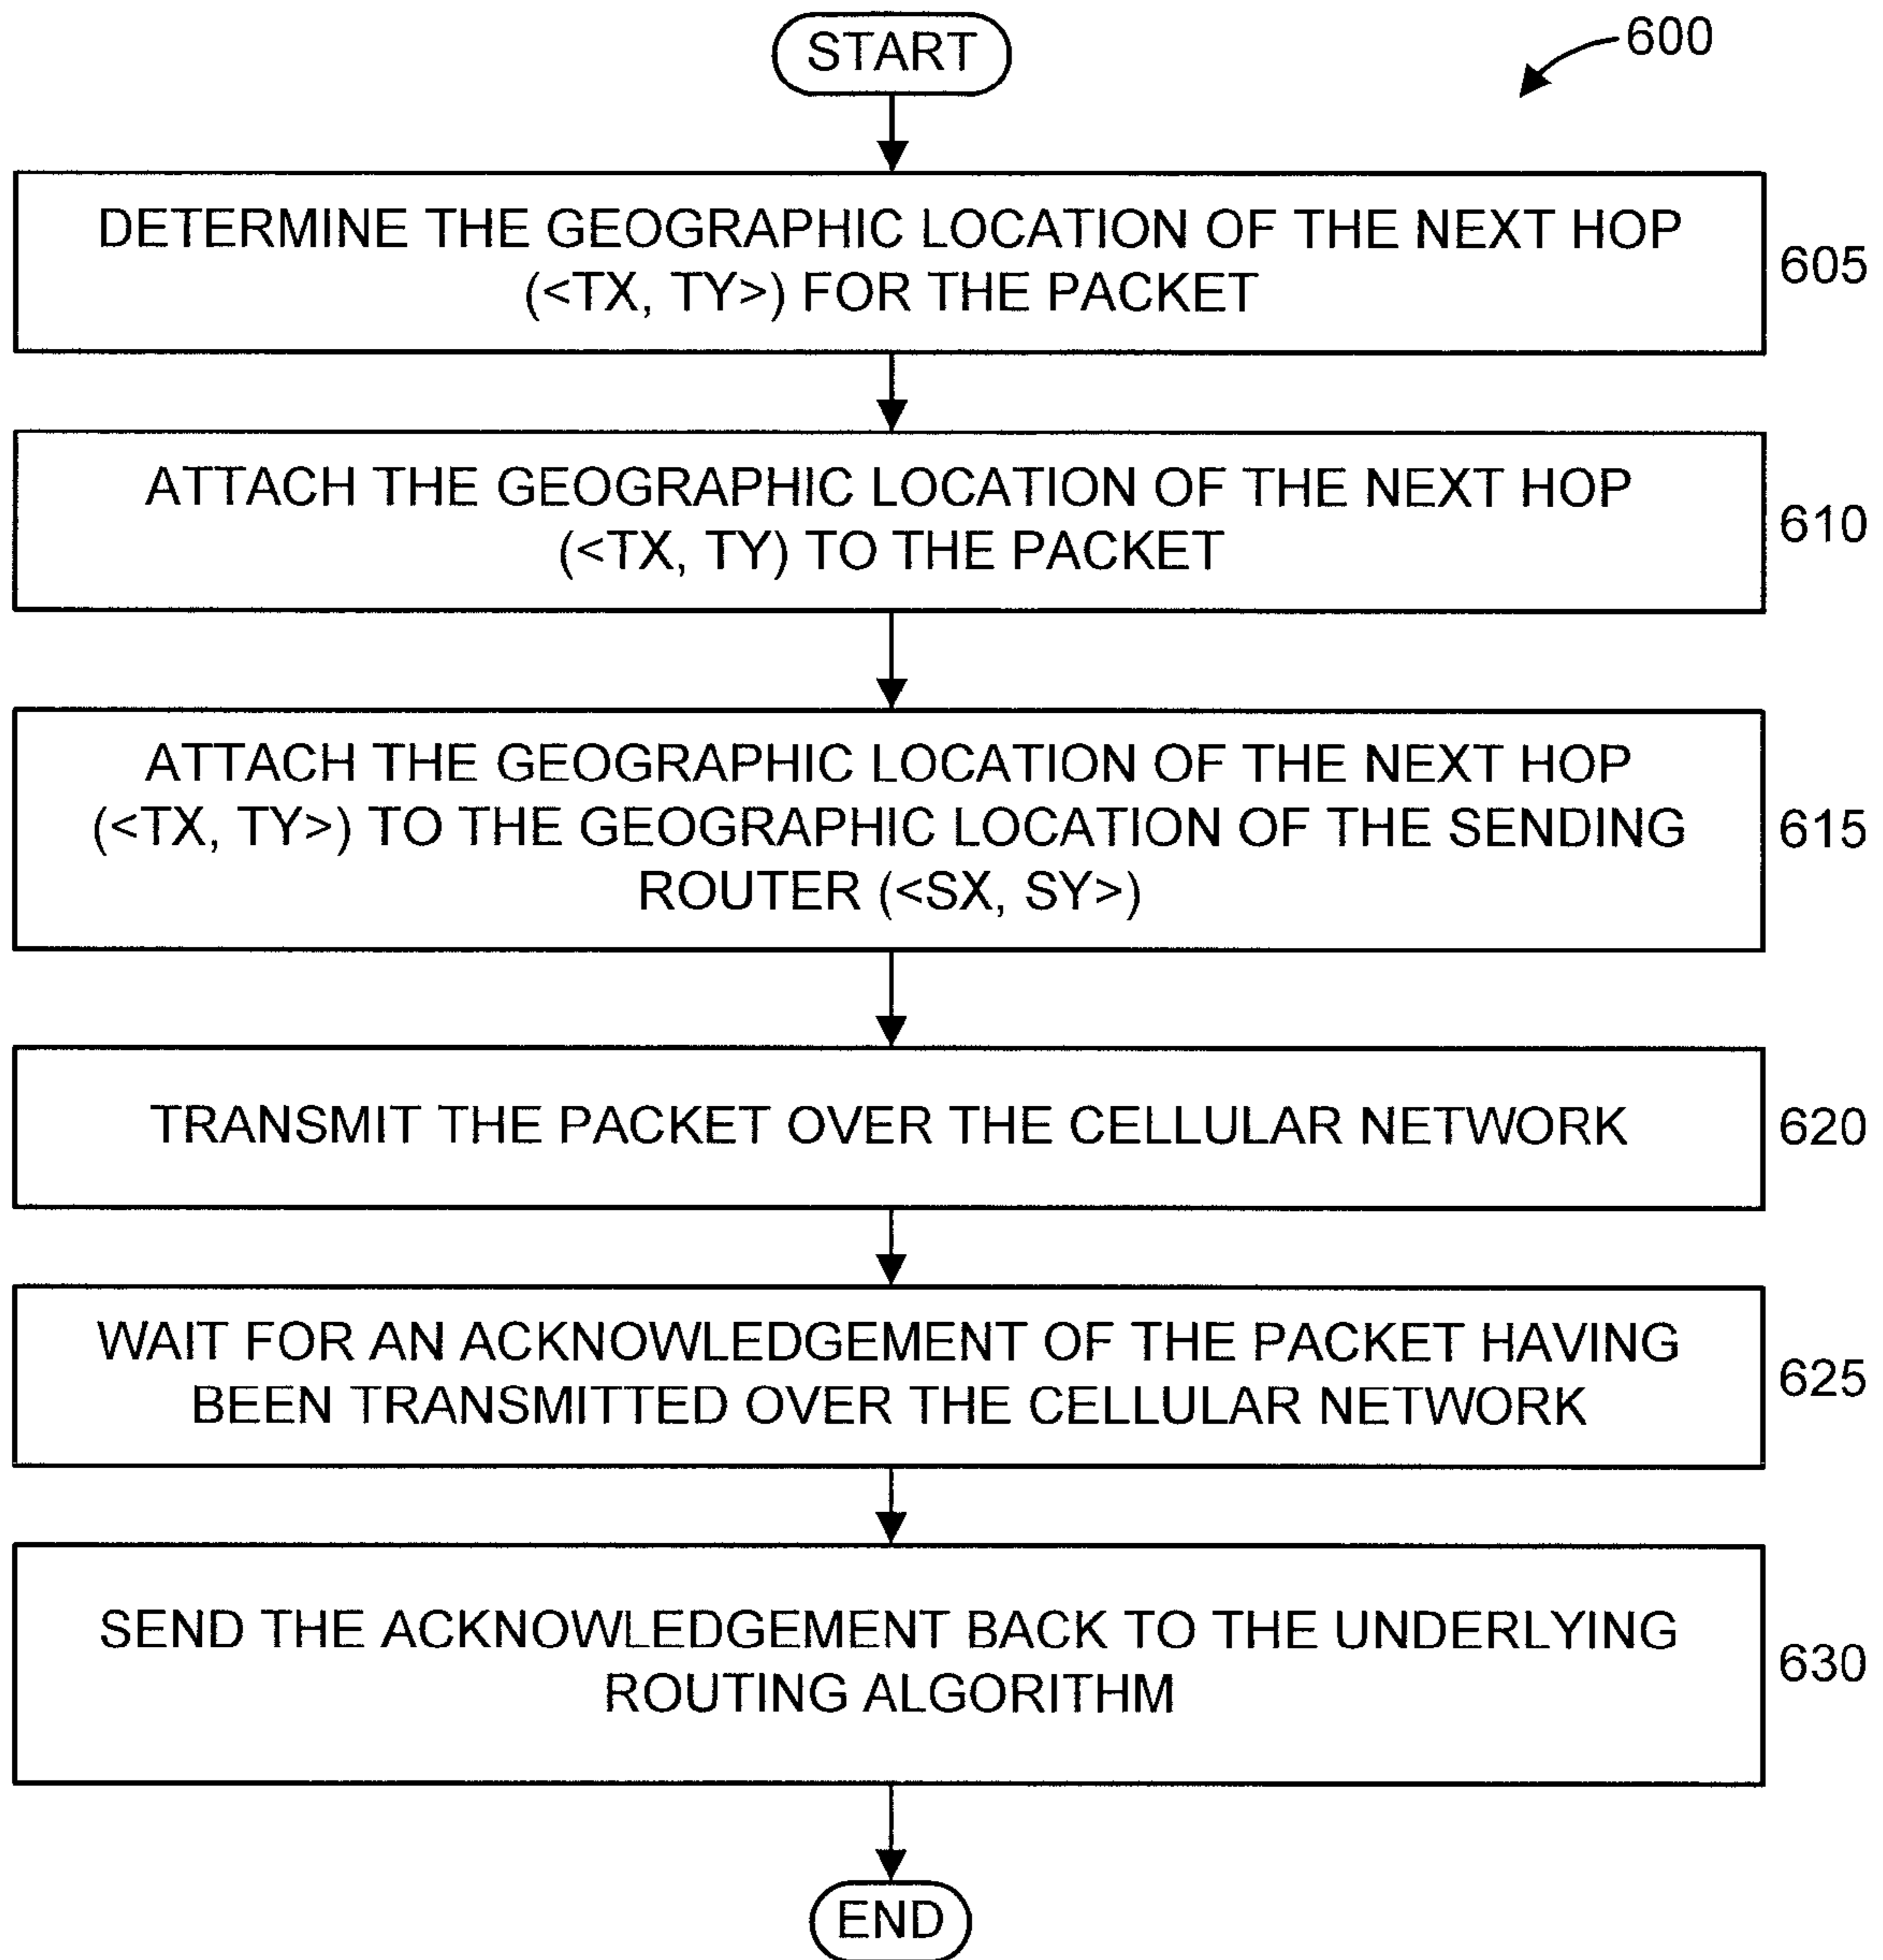 START
600
DETERMINE THE GEOGRAPHIC LOCATION OF THE NEXT HOP
(<TX, TY>) FOR THE PACKET
605
ATTACH THE GEOGRAPHIC LOCATION OF THE NEXT HOP
(<TX, TY) TO THE PACKET
610
ATTACH THE GEOGRAPHIC LOCATION OF THE NEXT HOP
(<TX, TY>) TO THE GEOGRAPHIC LOCATION OF THE SENDING
ROUTER (<SX, SY>)
615
TRANSMIT THE PACKET OVER THE CELLULAR NETWORK
620
WAIT FOR AN ACKNOWLEDGEMENT OF THE PACKET HAVING
BEEN TRANSMITTED OVER THE CELLULAR NETWORK
625
SEND THE ACKNOWLEDGEMENT BACK TO THE UNDERLYING
ROUTING ALGORITHM
630
END